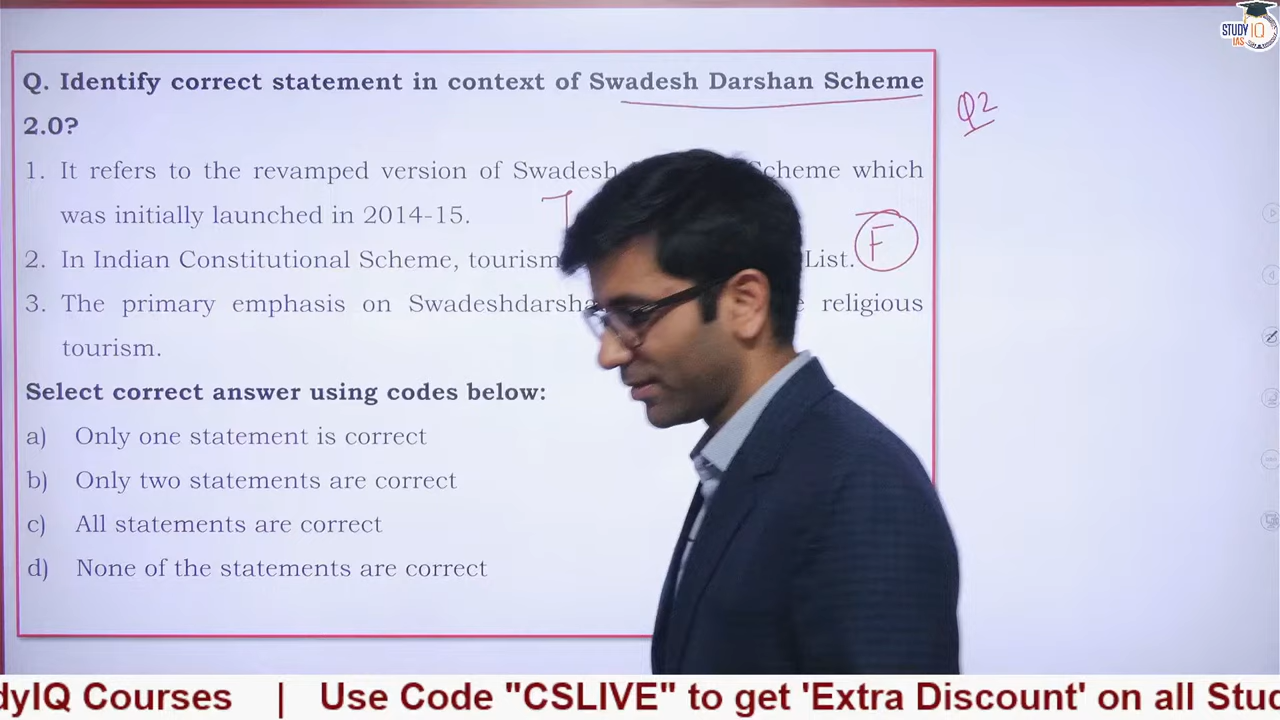 STUDY IQ
IAS
Q. Identify correct statement in context of Swadesh Darshan Scheme
2.0?
Q2
1. It refers to the revamped version of Swadesh Scheme which
was initially launched in 2014-15. T
2. In Indian Constitutional Scheme, tourism List. F
3. The primary emphasis on religious
tourism.
Select correct answer using codes below:
a) Only one statement is correct
b) Only two statements are correct
c) All statements are correct
d) None of the statements are correct
dyIQ Courses | Use Code "CSLIVE" to get 'Extra Discount' on all Stud